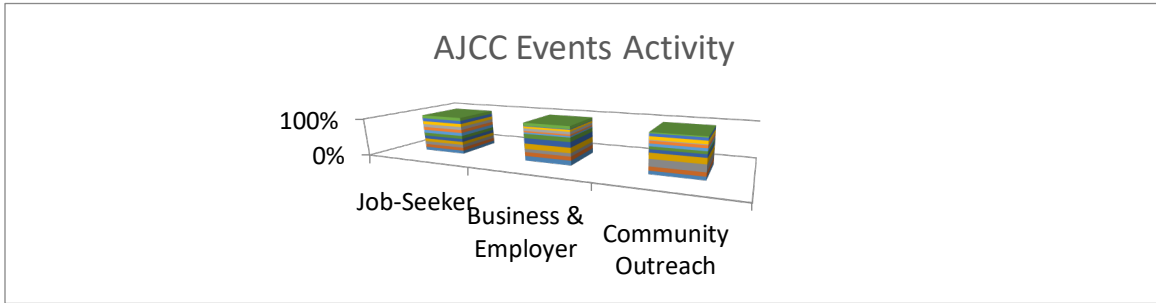 AJCC Events Activity
100%
0%
Job-Seeker
Business &
Employer
Community
Outreach